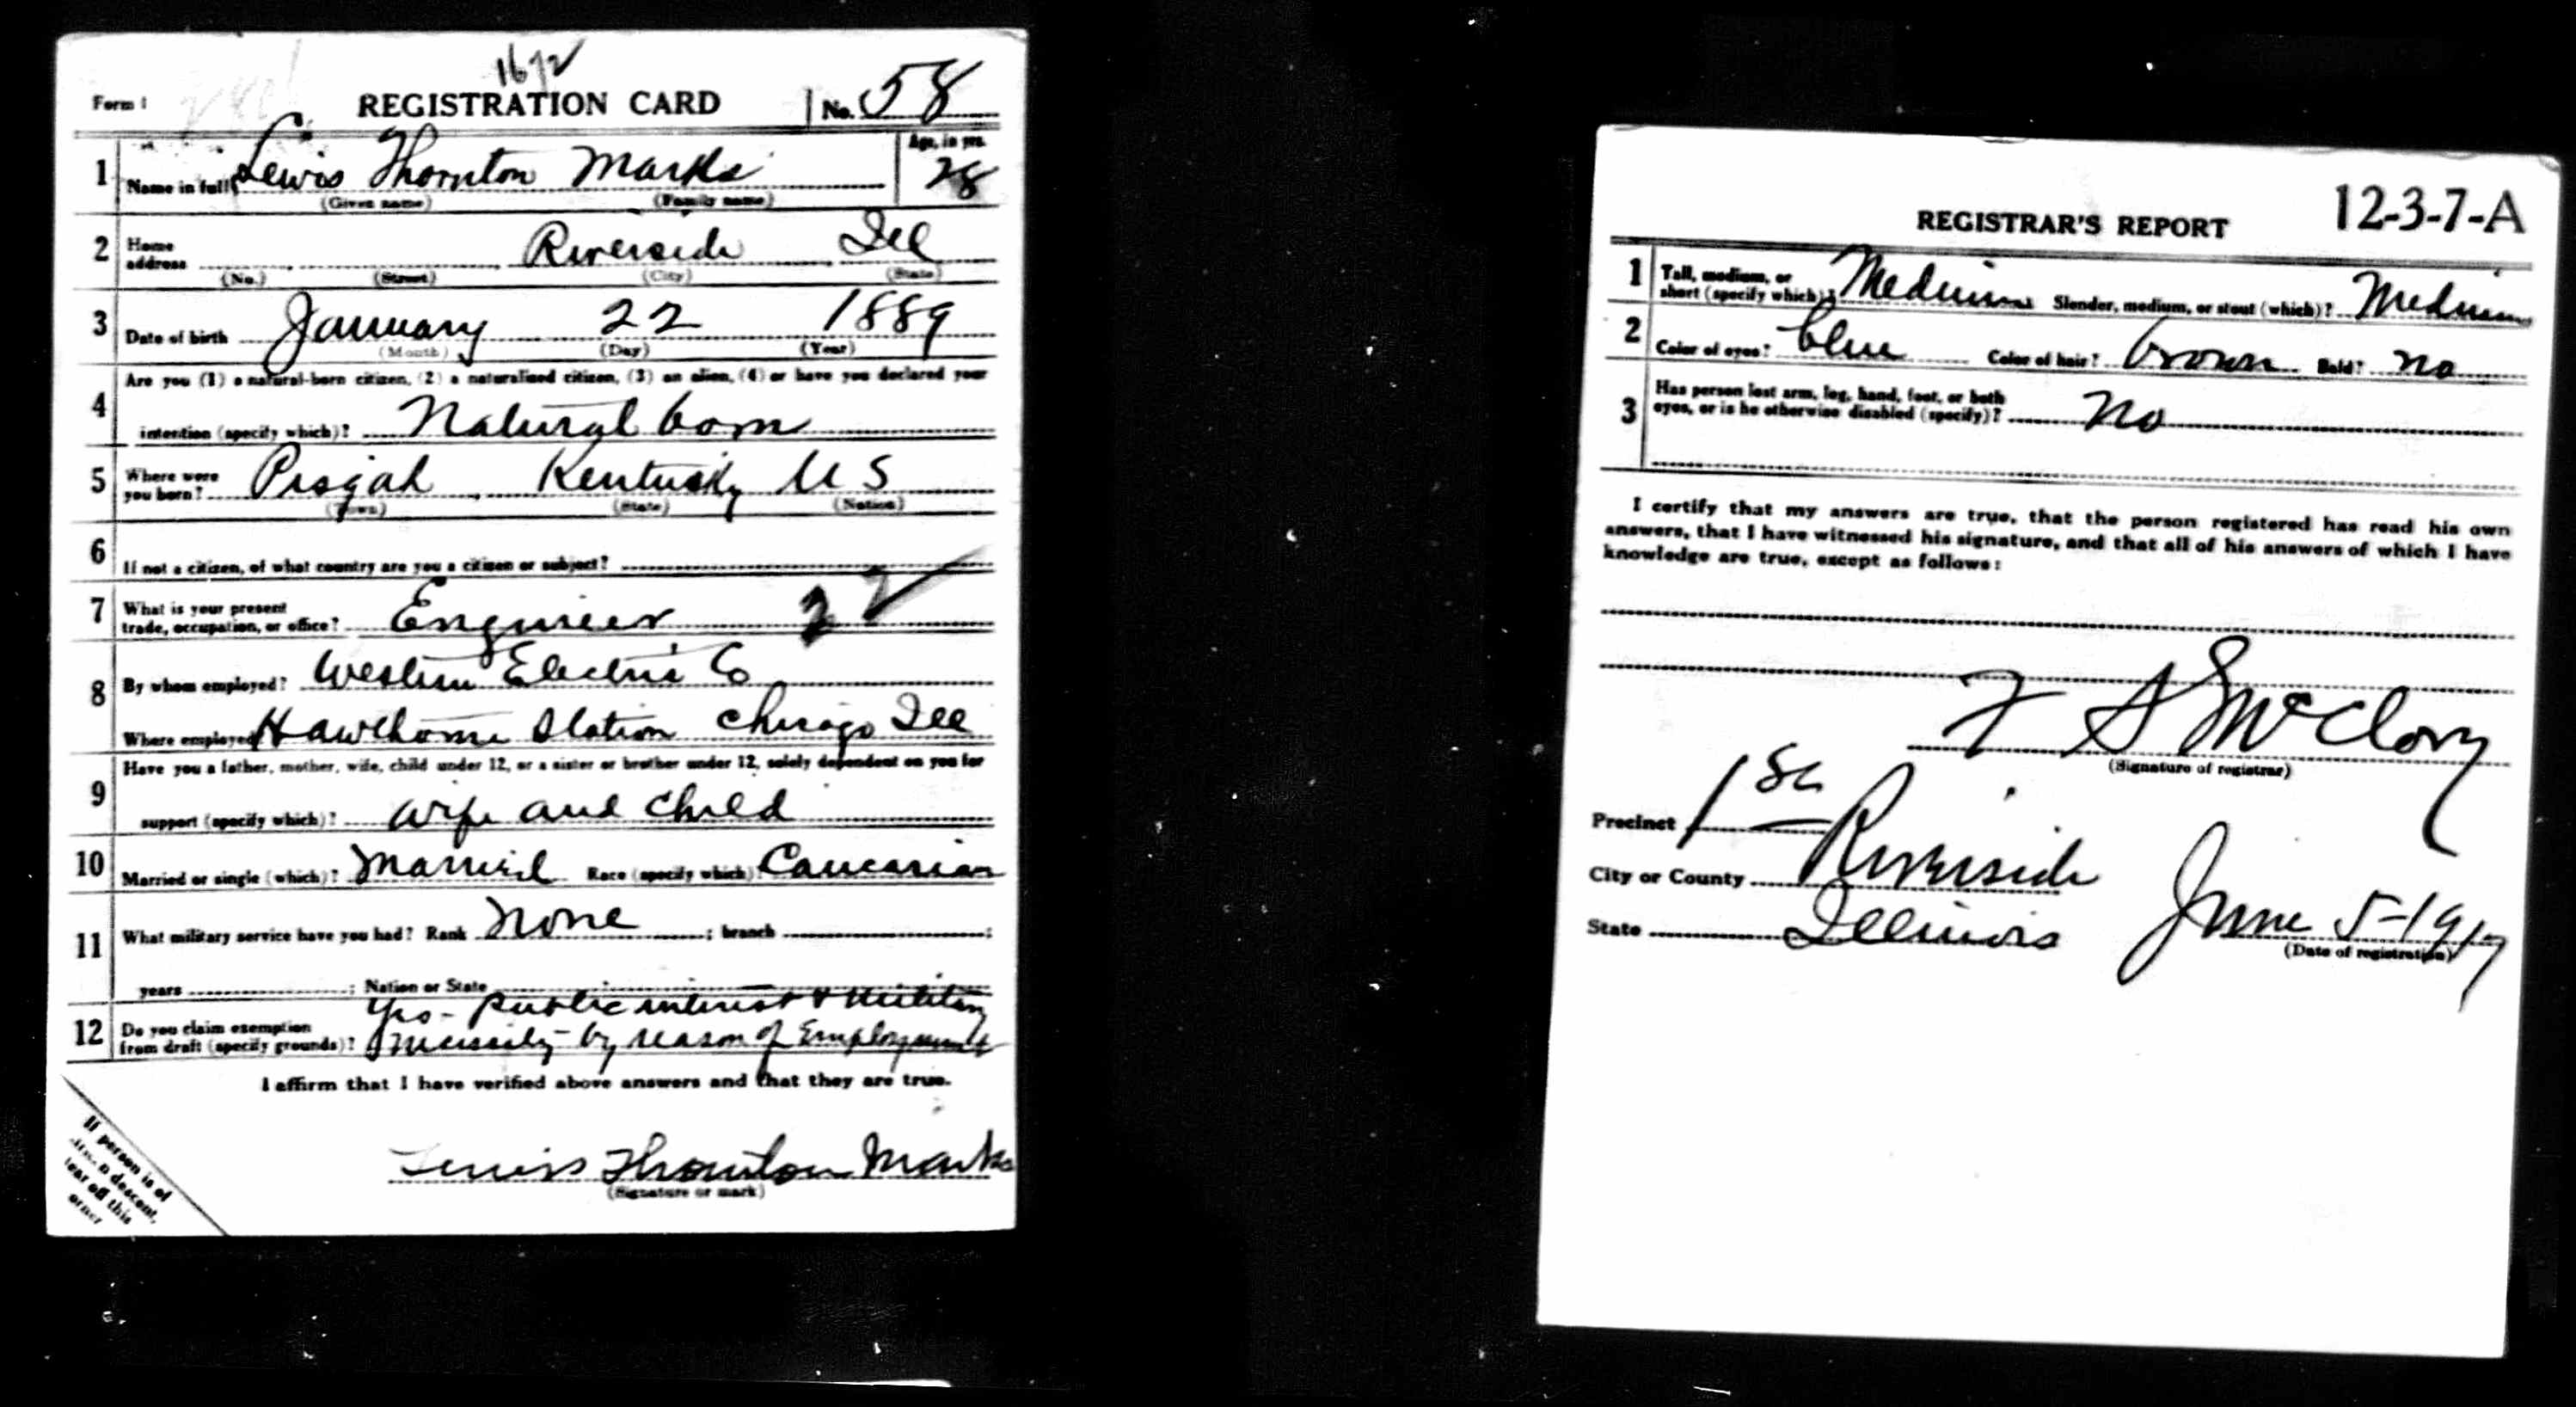 1672
Form 1 REGISTRATION CARD No. 58
1 Name in full Lewis Thornton Marks Age, in yrs. 28
(Given name) (Family name)
2 Home address Riverside Ill
(No.) (Street) (City) (State)
3 Date of birth January 22 1889
(Month) (Day) (Year)
4 Are you (1) a natural-born citizen, (2) a naturalized citizen, (3) an alien, (4) or have you declared your
intention (specify which)? Natural born
5 Where were you born? Pisgah Kentucky U S
(Town) (State) (Nation)
6 If not a citizen, of what country are you a citizen or subject?
7 What is your present trade, occupation, or office? Engineer 22
8 By whom employed? Western Electric Co
Where employed Hawthorne Station Chicago Ill
9 Have you a father, mother, wife, child under 12, or a sister or brother under 12, solely dependent on you for
support (specify which)? wife and child
10 Married or single (which)? Married Race (specify which)? Caucasian
11 What military service have you had? Rank None ; branch ;
years ; Nation or State
12 Do you claim exemption from draft (specify grounds)? Yes - Public interest & Military
necessity - by reason of Employment
I affirm that I have verified above answers and that they are true.
Lewis Thornton Marks
(Signature or mark)
If person is of
descent,
tear off this
corner
REGISTRAR'S REPORT 12-3-7-A
1 Tall, medium, or short (specify which)? Medium Slender, medium, or stout (which)? Medium
2 Color of eyes? blue Color of hair? brown Bald? no
3 Has person lost arm, leg, hand, foot, or both
eyes, or is he otherwise disabled (specify)? no
I certify that my answers are true, that the person registered has read his own
answers, that I have witnessed his signature, and that all of his answers of which I have
knowledge are true, except as follows:
F S McClory
(Signature of registrar)
Precinct 1st
City or County Riverside
State Illinois June 5-1917
(Date of registration)